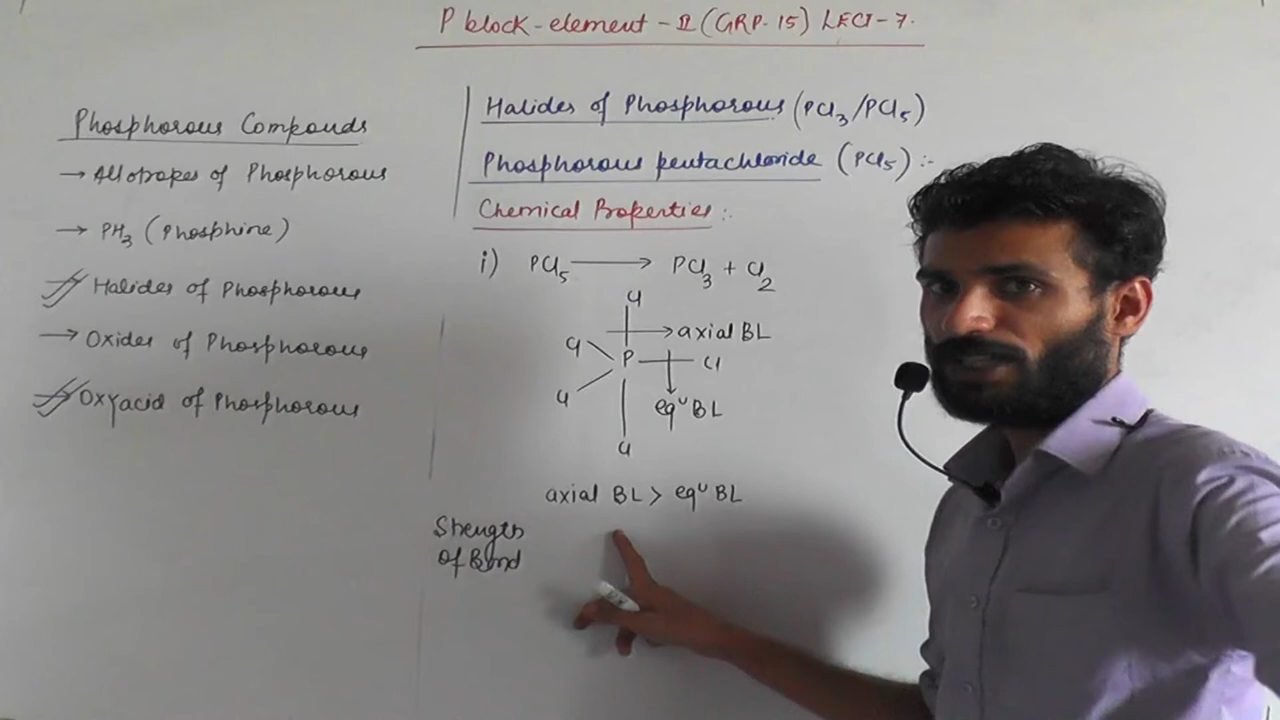 P block-element-II (GRP-15) LECT-7.
Phosphorous Compouds
→ Allotropes of Phosphorous
→ PH3 (Phosphine)
Halides of Phosphorous
→ Oxides of Phosphorous
Oxyacid of Phosphorous
Halides of Phosphorous (PCl3/PCl5)
Phosphorous pentachloride (PCl5) :-
Chemical Properties :.
i) PCl5 → PCl3 + Cl2
Cl
→ axial BL
Cl P Cl
Cl eqᵘ BL
Cl
axial BL > eqᵘ BL
Strength
of Bond